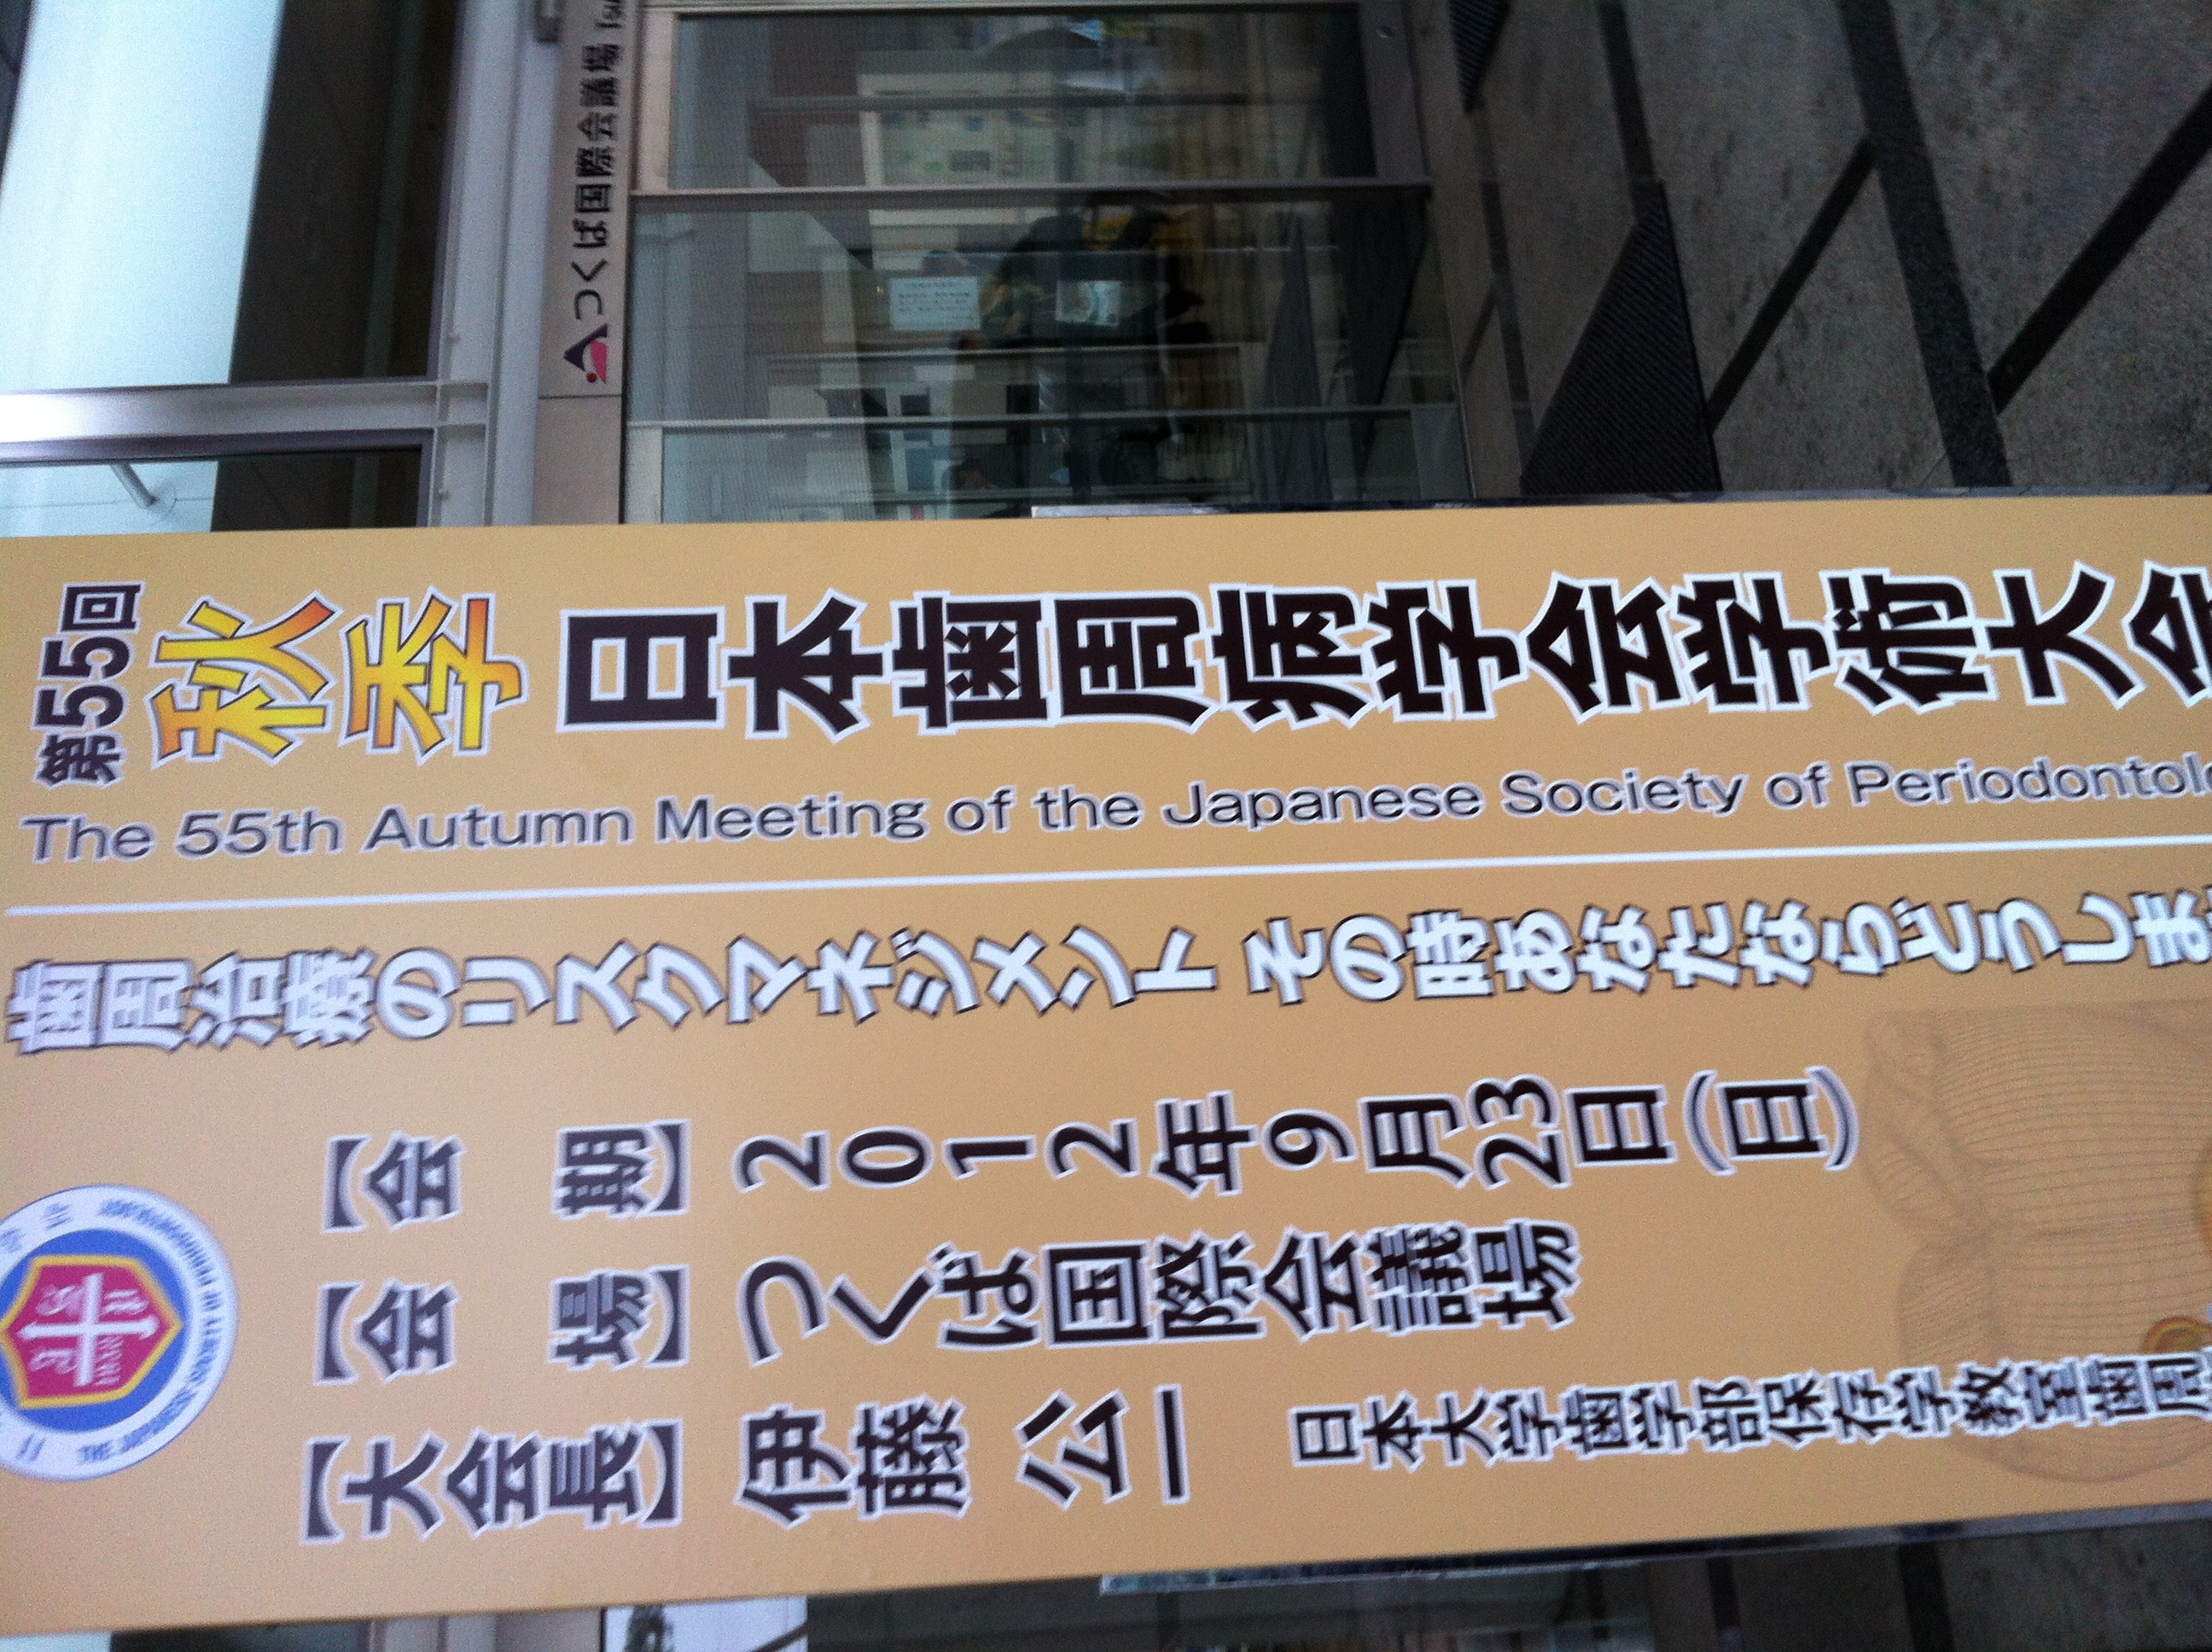 つくば国際会議場
第55回
秋季 日本歯周病学会学術大会
The 55th Autumn Meeting of the Japanese Society of Periodontolo
歯周治療のリスクマネジメント その時あなたならどうしま
【会 期】 2012年9月23日(日)
【会 場】 つくば国際会議場
【大会長】 伊藤 公一 日本大学歯学部保存学教室歯周